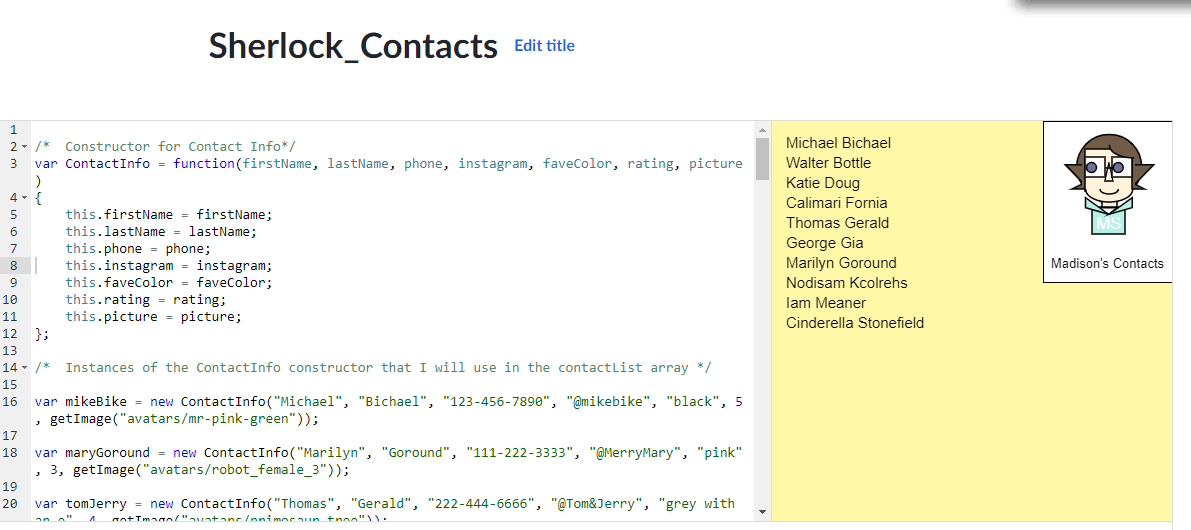 Sherlock_Contacts Edit title
1
2 /*  Constructor for Contact Info*/
3 var ContactInfo = function(firstName, lastName, phone, instagram, faveColor, rating, picture
)
4 {
5     this.firstName = firstName;
6     this.lastName = lastName;
7     this.phone = phone;
8     this.instagram = instagram;
9     this.faveColor = faveColor;
10     this.rating = rating;
11     this.picture = picture;
12 };
13
14 /*  Instances of the ContactInfo constructor that I will use in the contactList array */
15
16 var mikeBike = new ContactInfo("Michael", "Bichael", "123-456-7890", "@mikebike", "black", 5
, getImage("avatars/mr-pink-green"));
17
18 var maryGoround = new ContactInfo("Marilyn", "Goround", "111-222-3333", "@MerryMary", "pink"
, 3, getImage("avatars/robot_female_3"));
19
20 var tomJerry = new ContactInfo("Thomas", "Gerald", "222-444-6666", "@Tom&Jerry", "grey with
an e", 4, getImage("avatars/primosaur-tree"));
Michael Bichael
Walter Bottle
Katie Doug
Calimari Fornia
Thomas Gerald
George Gia
Marilyn Goround
Nodisam Kcolrehs
Iam Meaner
Cinderella Stonefield
MS
Madison's Contacts